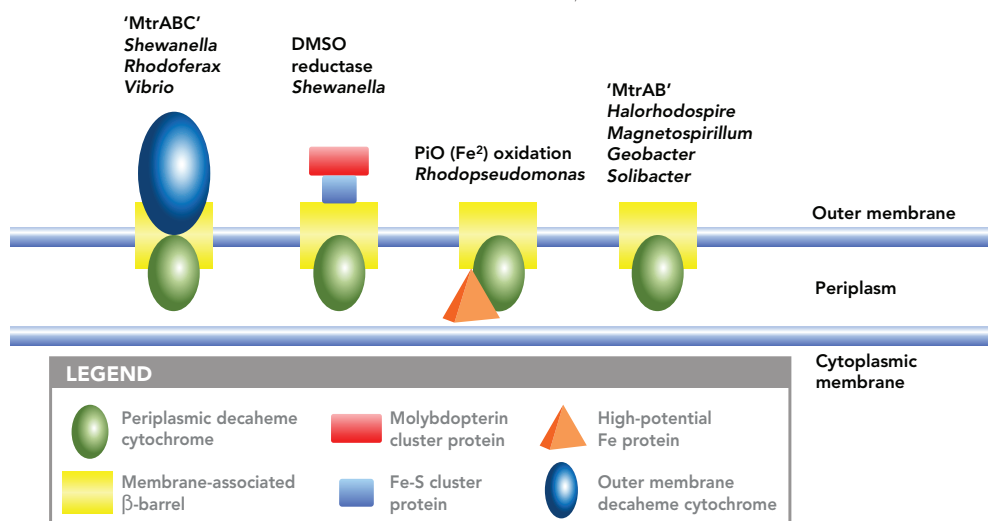 'MtrABC'
Shewanella
Rhodoferax
Vibrio
DMSO
reductase
Shewanella
PiO (Fe²) oxidation
Rhodopseudomonas
'MtrAB'
Halorhodospire
Magnetospirillum
Geobacter
Solibacter
Outer membrane
Periplasm
Cytoplasmic
membrane
LEGEND
Periplasmic decaheme
cytochrome
Molybdopterin
cluster protein
High-potential
Fe protein
Membrane-associated
β-barrel
Fe-S cluster
protein
Outer membrane
decaheme cytochrome